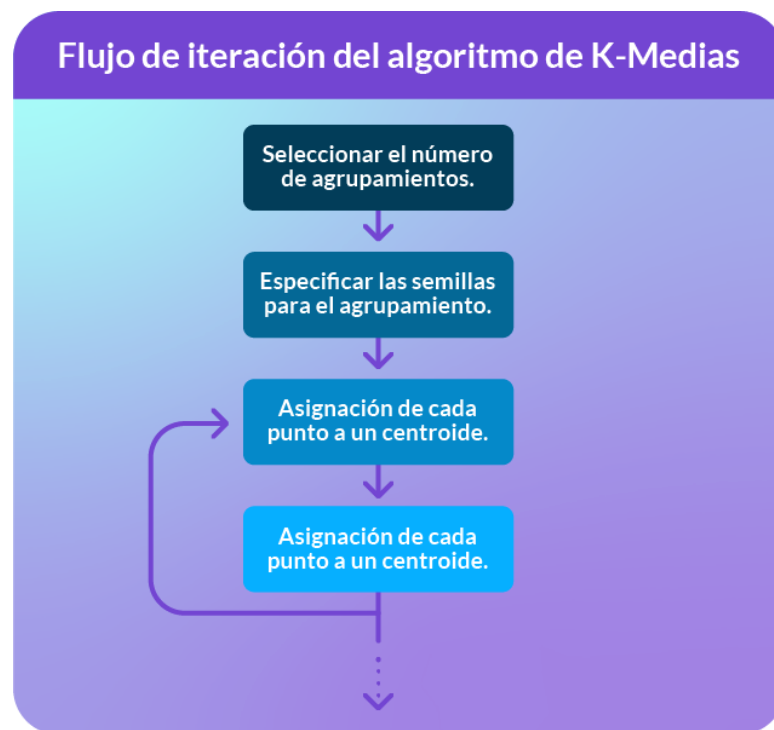 Flujo de iteración del algoritmo de K-Medias
Seleccionar el número
de agrupamientos.
Especificar las semillas
para el agrupamiento.
Asignación de cada
punto a un centroide.
Asignación de cada
punto a un centroide.